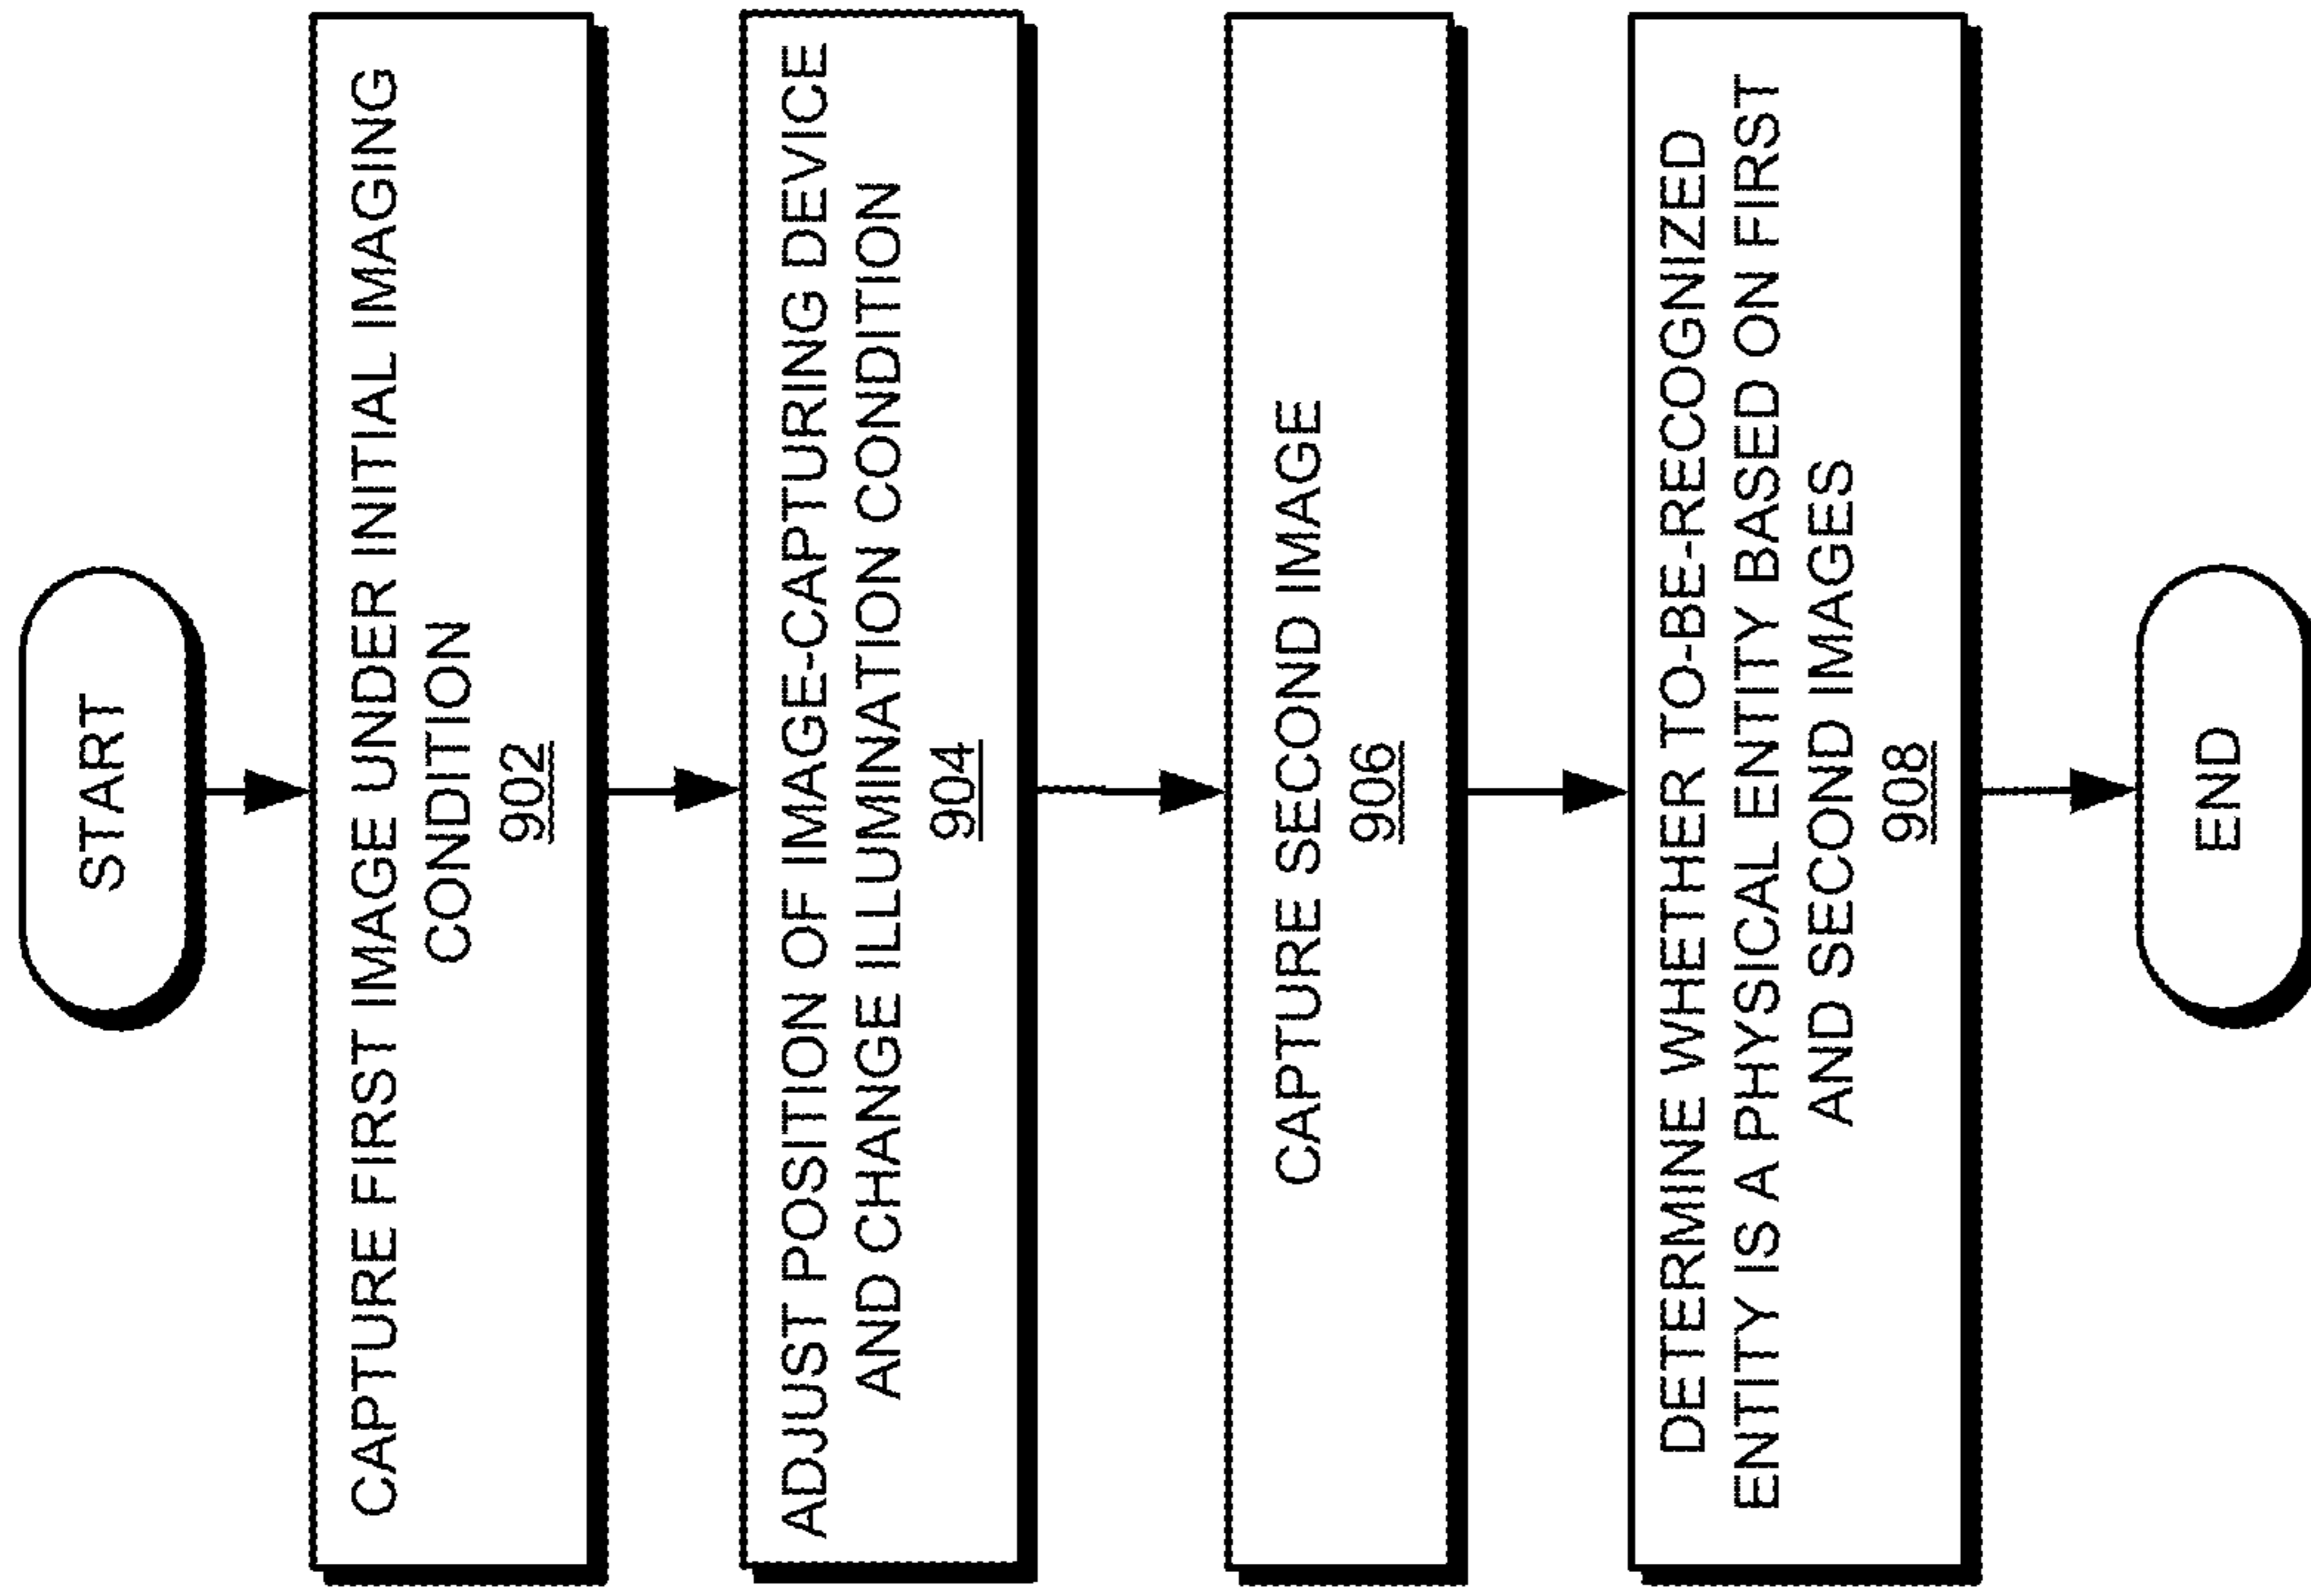 START
CAPTURE FIRST IMAGE UNDER INITIAL IMAGING
CONDITION
902
ADJUST POSITION OF IMAGE-CAPTURING DEVICE
AND CHANGE ILLUMINATION CONDITION
904
CAPTURE SECOND IMAGE
906
DETERMINE WHETHER TO-BE-RECOGNIZED
ENTITY IS A PHYSICAL ENTITY BASED ON FIRST
AND SECOND IMAGES
908
END